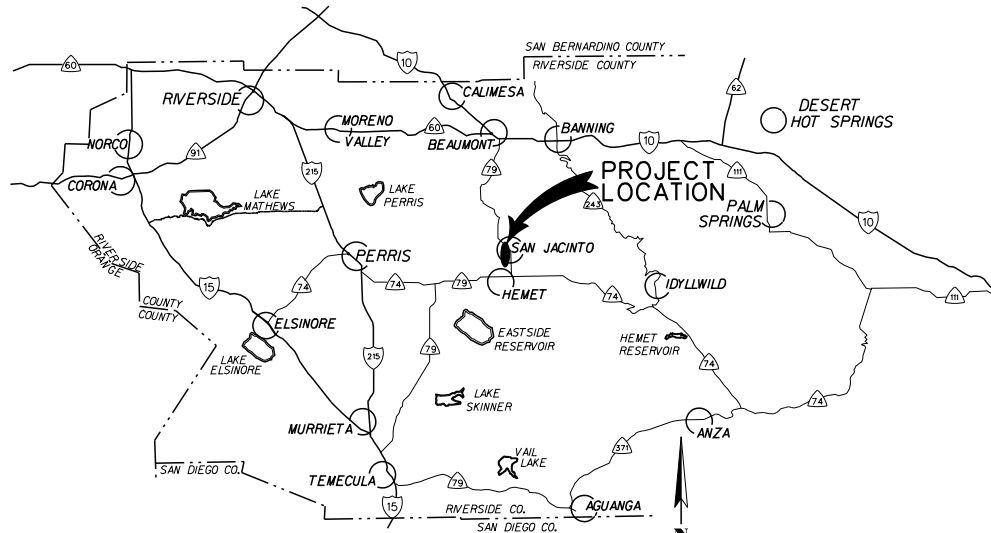 SAN BERNARDINO COUNTY
RIVERSIDE COUNTY
60
10
62
RIVERSIDE
CALIMESA
DESERT
HOT SPRINGS
MORENO
VALLEY
60
BEAUMONT
BANNING
10
NORCO
91
215
79
111
CORONA
PROJECT
LOCATION
LAKE
MATHEWS
LAKE
PERRIS
243
PALM
SPRINGS
10
RIVERSIDE
ORANGE
COUNTY
COUNTY
PERRIS
SAN JACINTO
15
74
74
79
HEMET
74
IDYLLWILD
111
ELSINORE
LAKE
ELSINORE
215
79
EASTSIDE
RESERVOIR
HEMET
RESERVOIR
74
LAKE
SKINNER
74
MURRIETA
ANZA
371
SAN DIEGO CO.
VAIL
LAKE
TEMECULA
79
15
RIVERSIDE CO.
SAN DIEGO CO.
AGUANGA
N